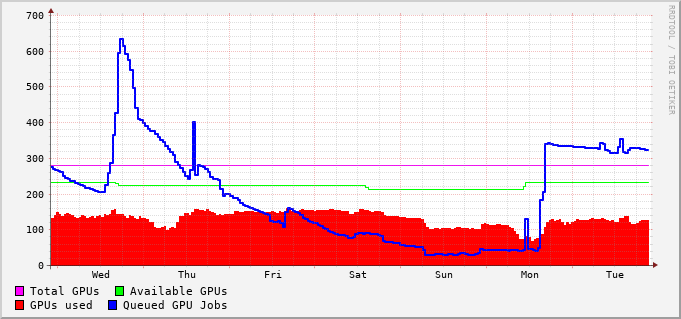 700
600
500
400
300
200
100
0
Wed Thu Fri Sat Sun Mon Tue
Total GPUs Available GPUs
GPUs used Queued GPU Jobs
RRDTOOL / TOBI OETIKER